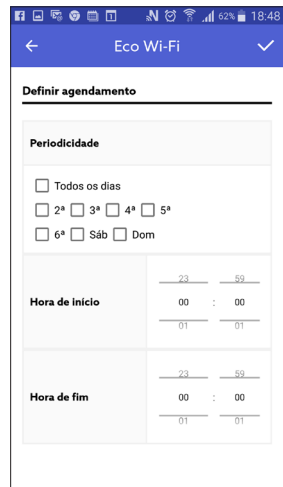 62% 18:48
Eco Wi-Fi
Definir agendamento
Periodicidade
Todos os dias
2ª 3ª 4ª 5ª
6ª Sáb Dom
23 59
Hora de início 00 : 00
01 01
23 59
Hora de fim 00 : 00
01 01